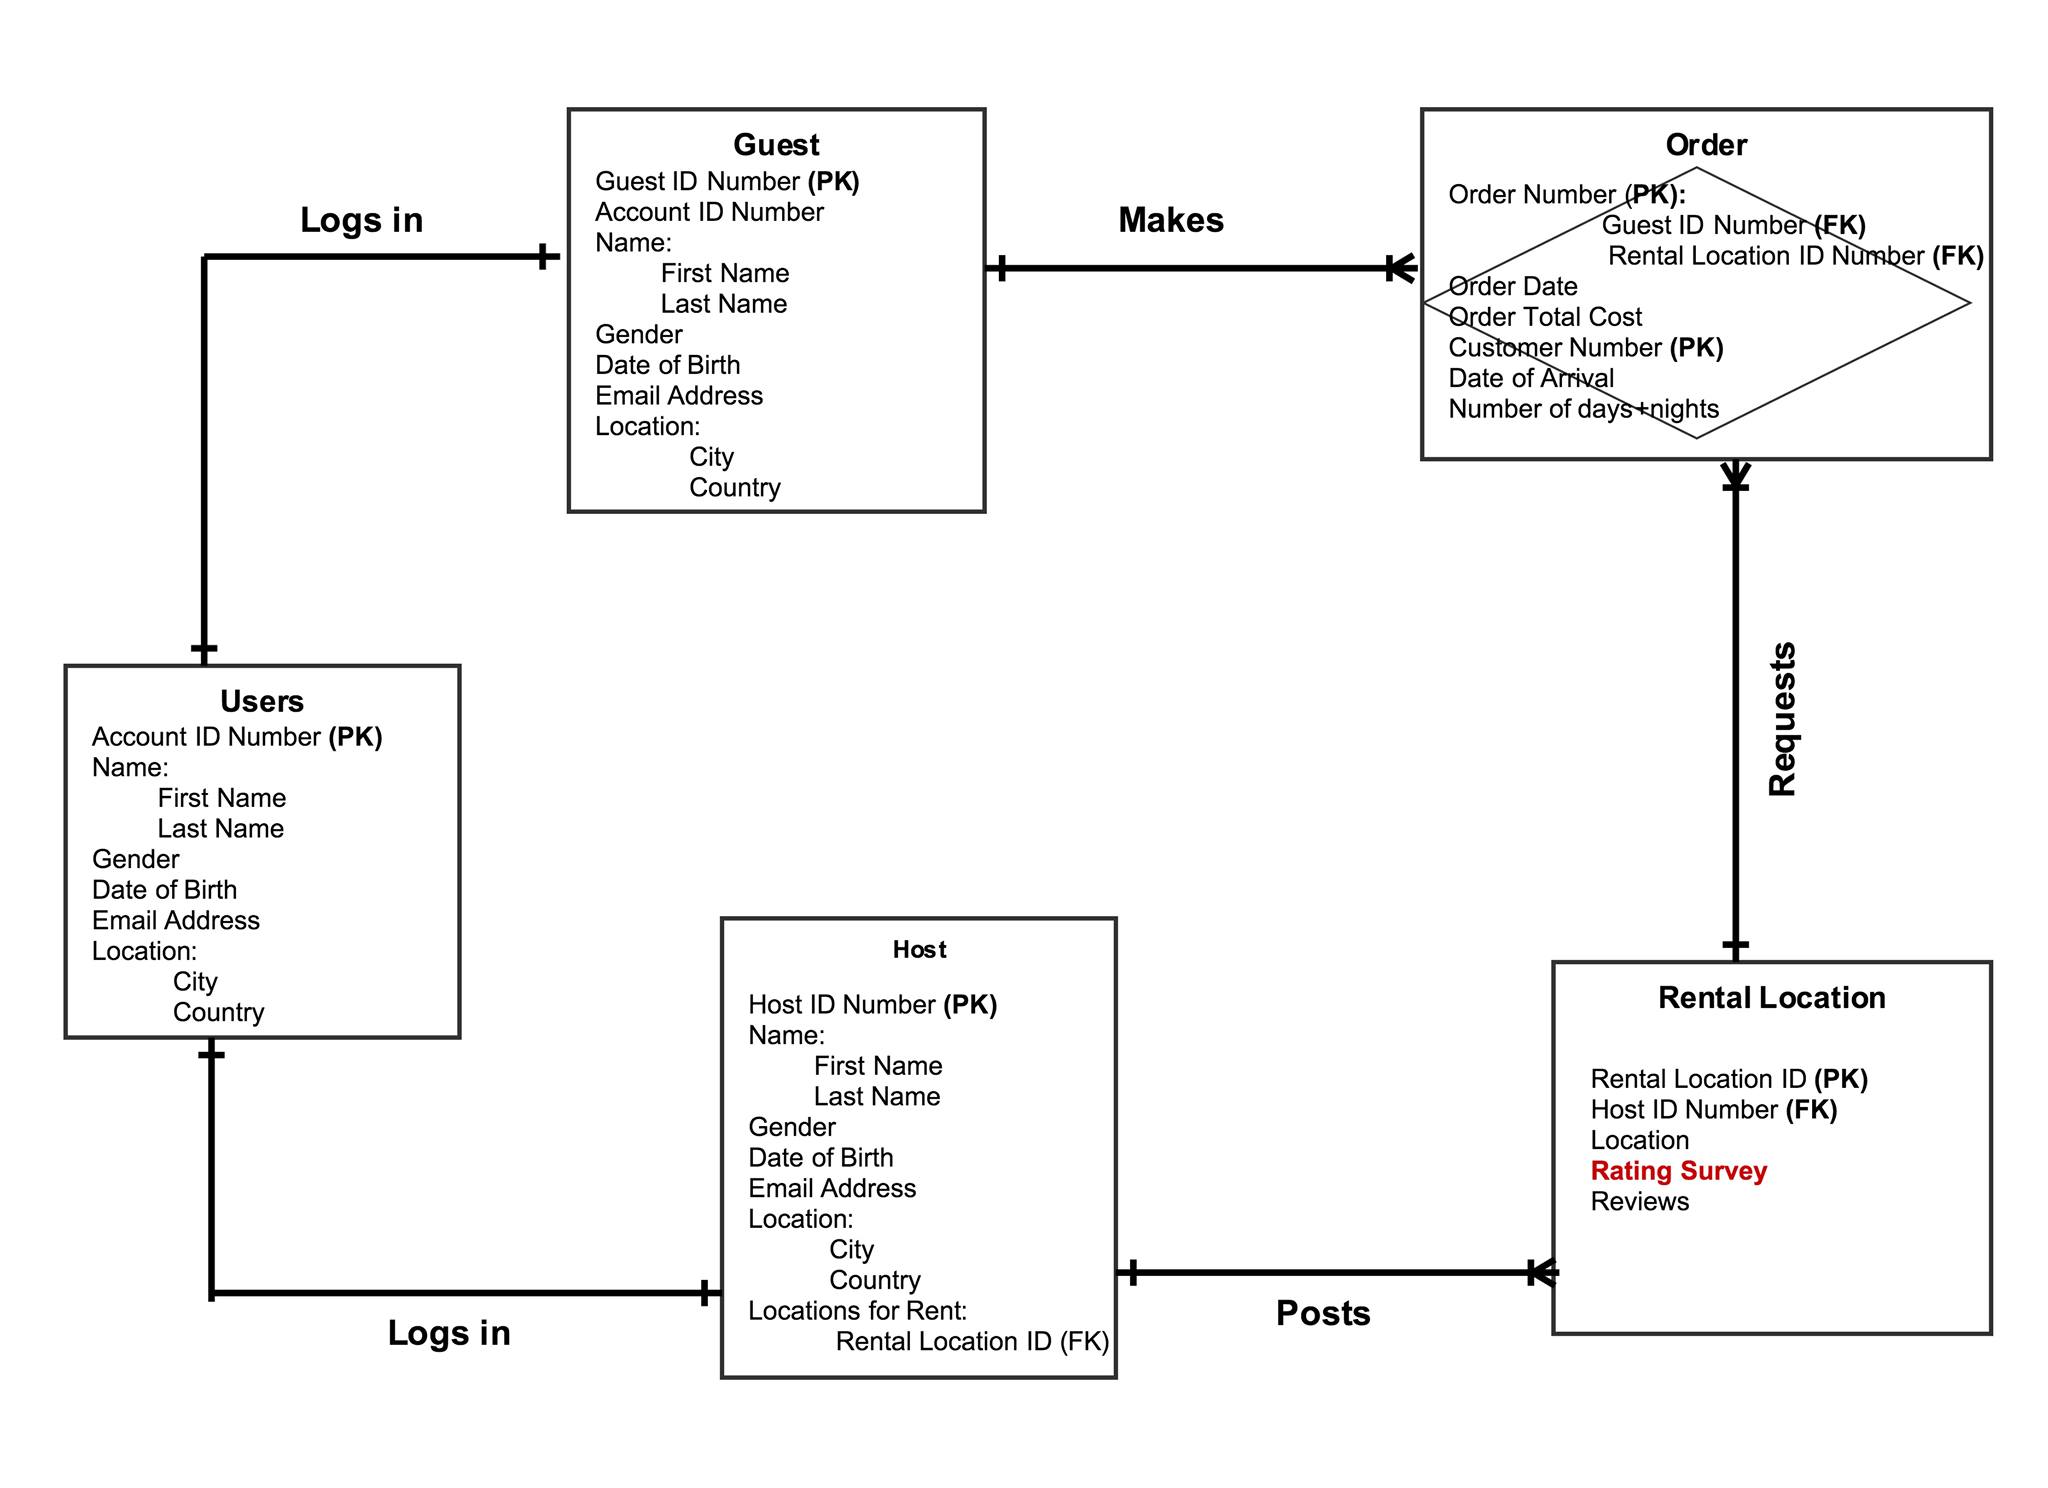 Guest
Guest ID Number (PK)
Account ID Number
Name:
First Name
Last Name
Gender
Date of Birth
Email Address
Location:
City
Country
Logs in
Makes
Order
Order Number (PK):
Guest ID Number (FK)
Rental Location ID Number (FK)
Order Date
Order Total Cost
Customer Number (PK)
Date of Arrival
Number of days+nights
Requests
Users
Account ID Number (PK)
Name:
First Name
Last Name
Gender
Date of Birth
Email Address
Location:
City
Country
Logs in
Host
Host ID Number (PK)
Name:
First Name
Last Name
Gender
Date of Birth
Email Address
Location:
City
Country
Locations for Rent:
Rental Location ID (FK)
Posts
Rental Location
Rental Location ID (PK)
Host ID Number (FK)
Location
Rating Survey
Reviews